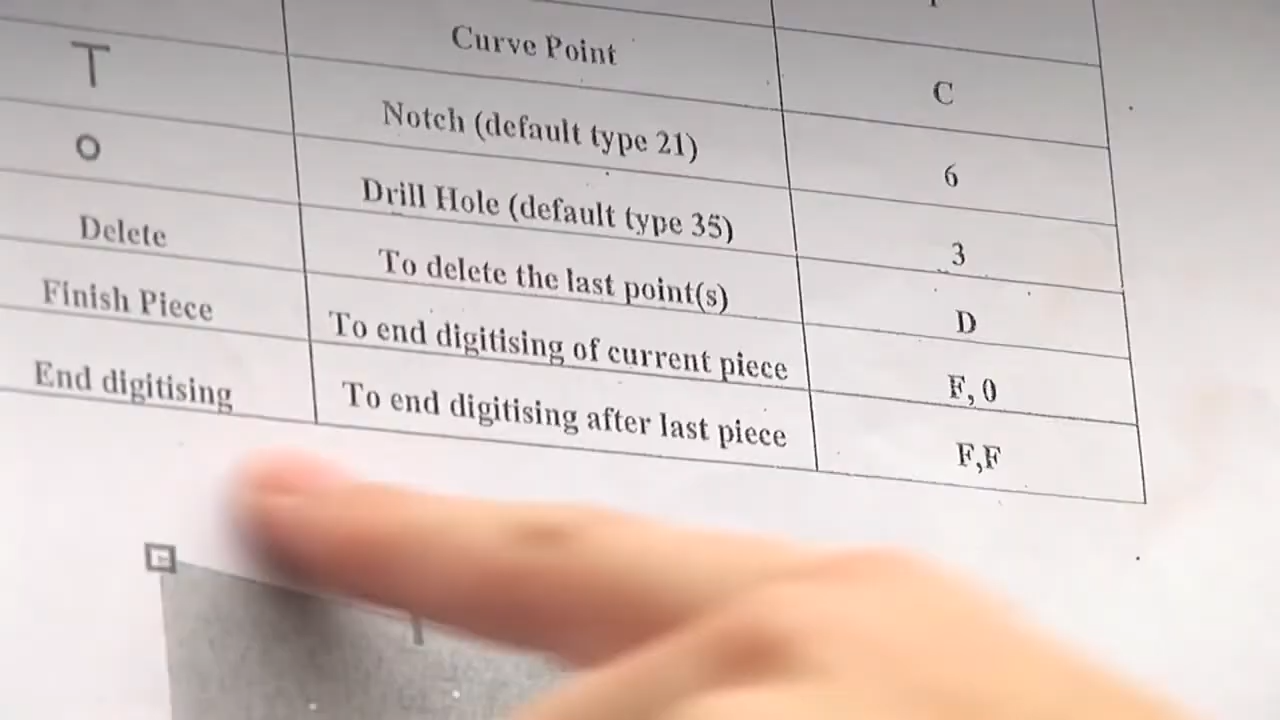 Curve Point C
T Notch (default type 21) 6
O Drill Hole (default type 35) 3
Delete To delete the last point(s) D
Finish Piece To end digitising of current piece F, 0
End digitising To end digitising after last piece F,F